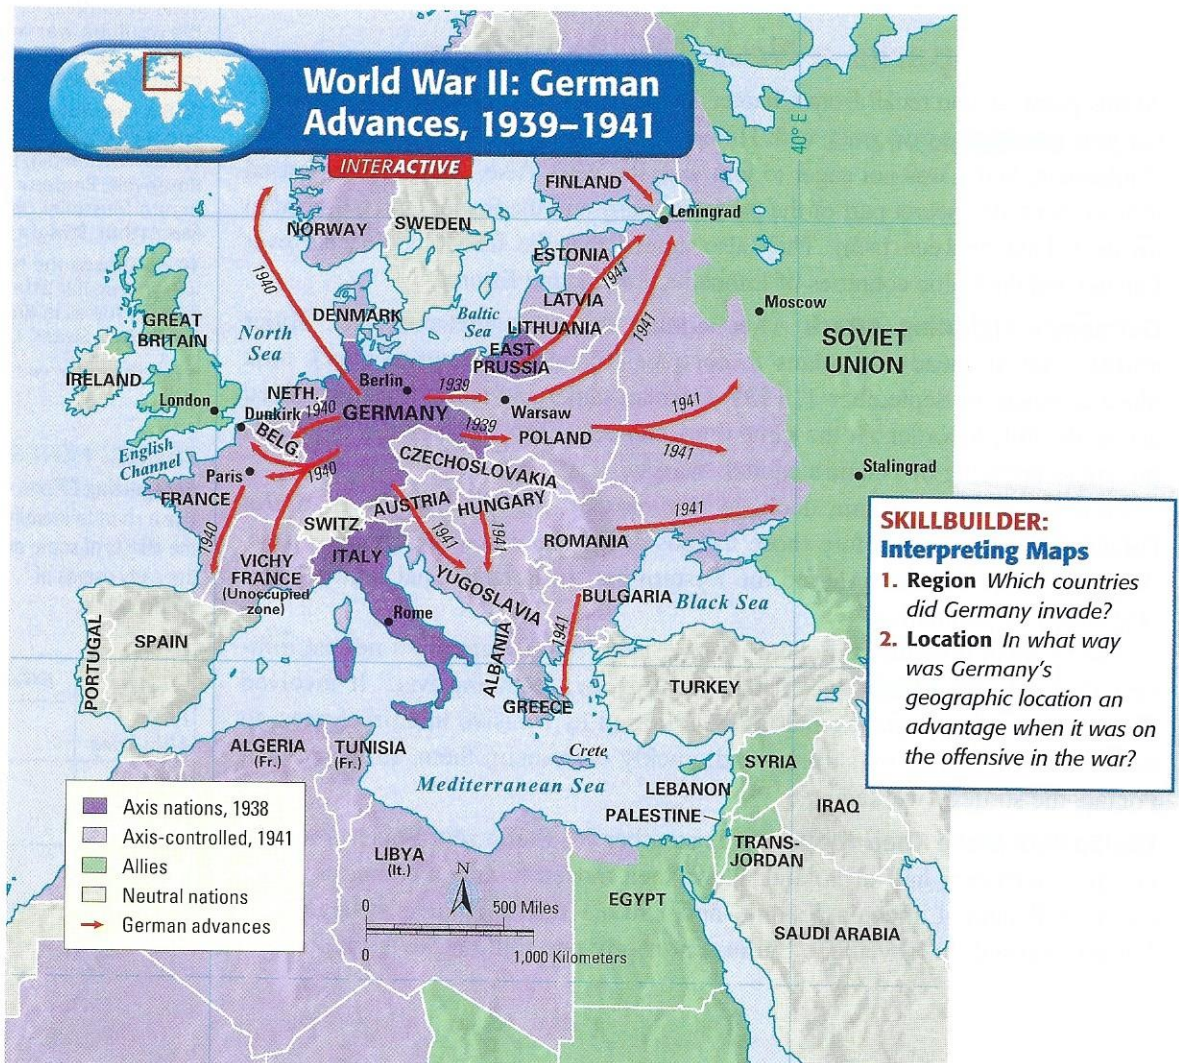 World War II: German
Advances, 1939–1941
INTERACTIVE
40° E
FINLAND
Leningrad
NORWAY
SWEDEN
ESTONIA
1941
1940
LATVIA
1941
Moscow
GREAT
BRITAIN
North
Sea
DENMARK
Baltic
Sea
LITHUANIA
SOVIET
UNION
EAST
PRUSSIA
IRELAND
Berlin
1939
NETH.
London
Dunkirk
1940
GERMANY
Warsaw
1941
BELG.
1939
POLAND
English
Channel
1941
CZECHOSLOVAKIA
Paris
1940
Stalingrad
FRANCE
AUSTRIA
HUNGARY
SWITZ.
1941
1940
1941
1941
ROMANIA
ITALY
VICHY
FRANCE
(Unoccupied
zone)
YUGOSLAVIA
BULGARIA
Black Sea
Rome
1941
PORTUGAL
SPAIN
ALBANIA
TURKEY
GREECE
ALGERIA
(Fr.)
TUNISIA
(Fr.)
Crete
SYRIA
Mediterranean Sea
LEBANON
IRAQ
PALESTINE
TRANS-
JORDAN
LIBYA
(It.)
EGYPT
SAUDI ARABIA
N
0
500 Miles
0
1,000 Kilometers
Axis nations, 1938
Axis-controlled, 1941
Allies
Neutral nations
German advances
SKILLBUILDER:
Interpreting Maps
1. Region Which countries
did Germany invade?
2. Location In what way
was Germany's
geographic location an
advantage when it was on
the offensive in the war?